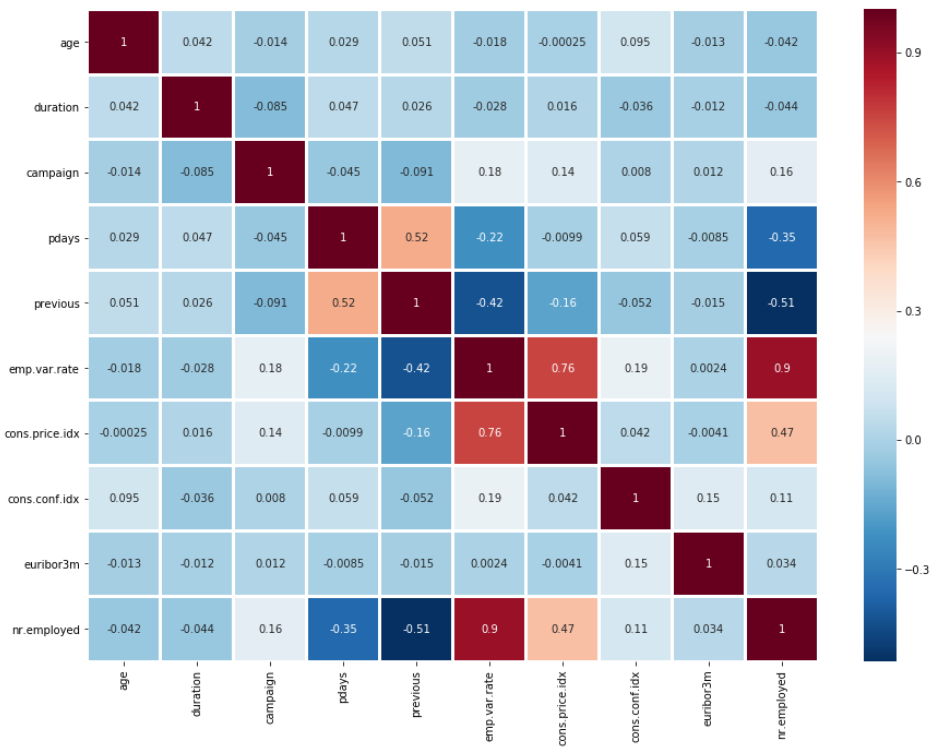 age 1 0.042 -0.014 0.029 0.051 -0.018 -0.00025 0.095 -0.013 -0.042
duration 0.042 1 -0.085 0.047 0.026 -0.028 0.016 -0.036 -0.012 -0.044
campaign -0.014 -0.085 1 -0.045 -0.091 0.18 0.14 0.008 0.012 0.16
pdays 0.029 0.047 -0.045 1 0.52 -0.22 -0.0099 0.059 -0.0085 -0.35
previous 0.051 0.026 -0.091 0.52 1 -0.42 -0.16 -0.052 -0.015 -0.51
emp.var.rate -0.018 -0.028 0.18 -0.22 -0.42 1 0.76 0.19 0.0024 0.9
cons.price.idx -0.00025 0.016 0.14 -0.0099 -0.16 0.76 1 0.042 -0.0041 0.47
cons.conf.idx 0.095 -0.036 0.008 0.059 -0.052 0.19 0.042 1 0.15 0.11
euribor3m -0.013 -0.012 0.012 -0.0085 -0.015 0.0024 -0.0041 0.15 1 0.034
nr.employed -0.042 -0.044 0.16 -0.35 -0.51 0.9 0.47 0.11 0.034 1
age duration campaign pdays previous emp.var.rate cons.price.idx cons.conf.idx euribor3m nr.employed
0.9
0.6
0.3
0.0
−0.3